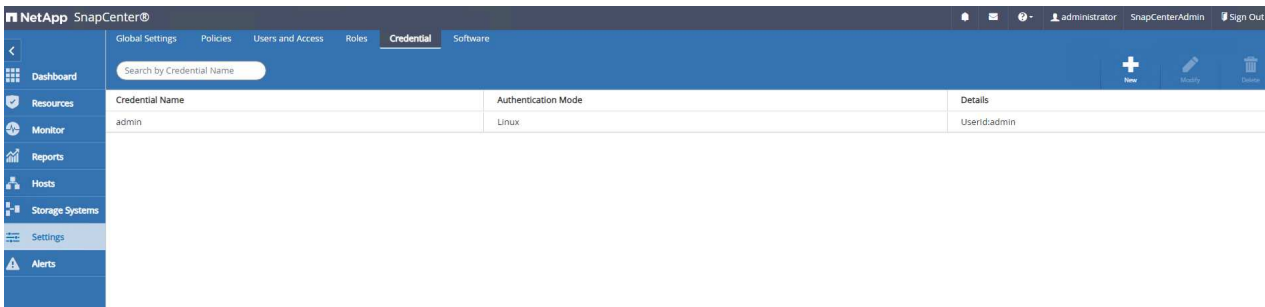 NetApp SnapCenter®
administrator SnapCenterAdmin Sign Out
Global Settings Policies Users and Access Roles Credential Software
Search by Credential Name
New Modify Delete
Credential Name Authentication Mode Details
admin Linux UserId:admin
Dashboard
Resources
Monitor
Reports
Hosts
Storage Systems
Settings
Alerts